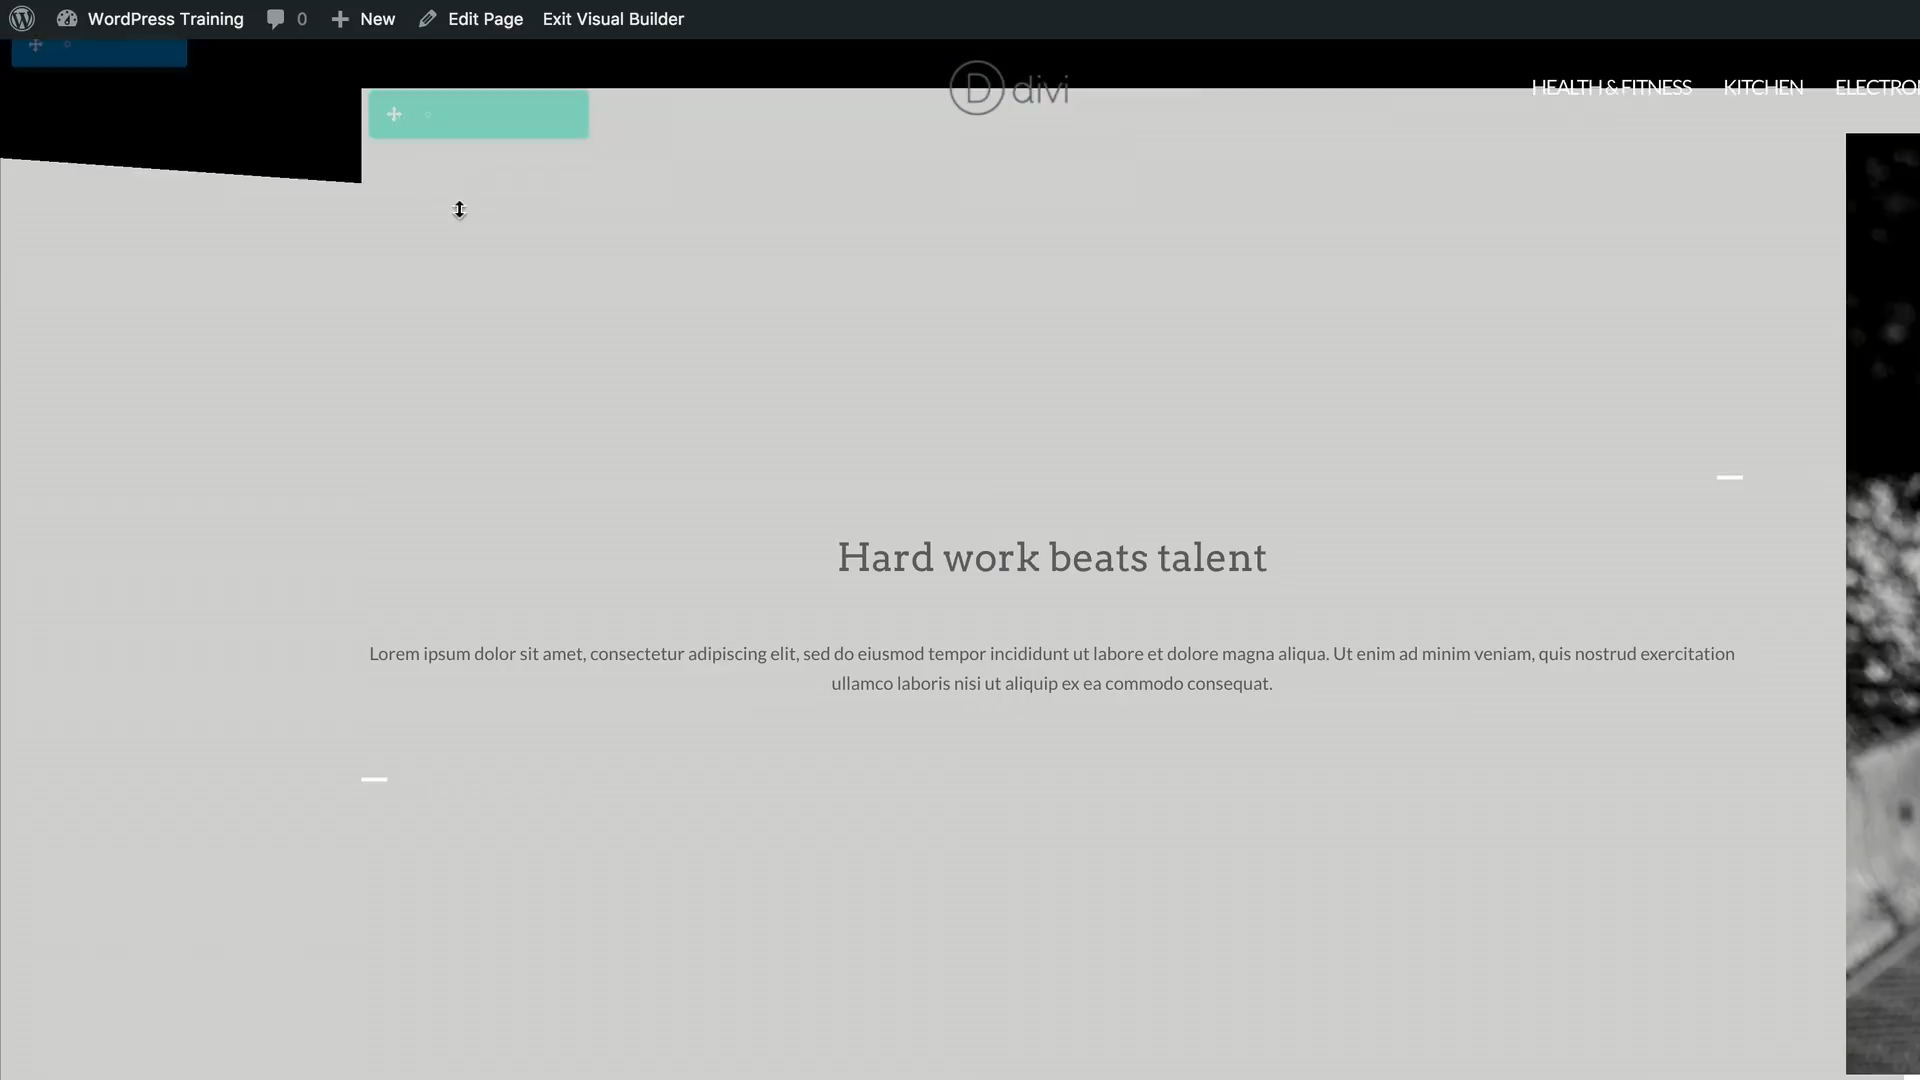 WordPress Training 0 New Edit Page Exit Visual Builder
D divi
HEALTH & FITNESS KITCHEN
Hard work beats talent
Lorem ipsum dolor sit amet, consectetur adipiscing elit, sed do eiusmod tempor incididunt ut labore et dolore magna aliqua. Ut enim ad minim veniam, quis nostrud exercitation
ullamco laboris nisi ut aliquip ex ea commodo consequat.